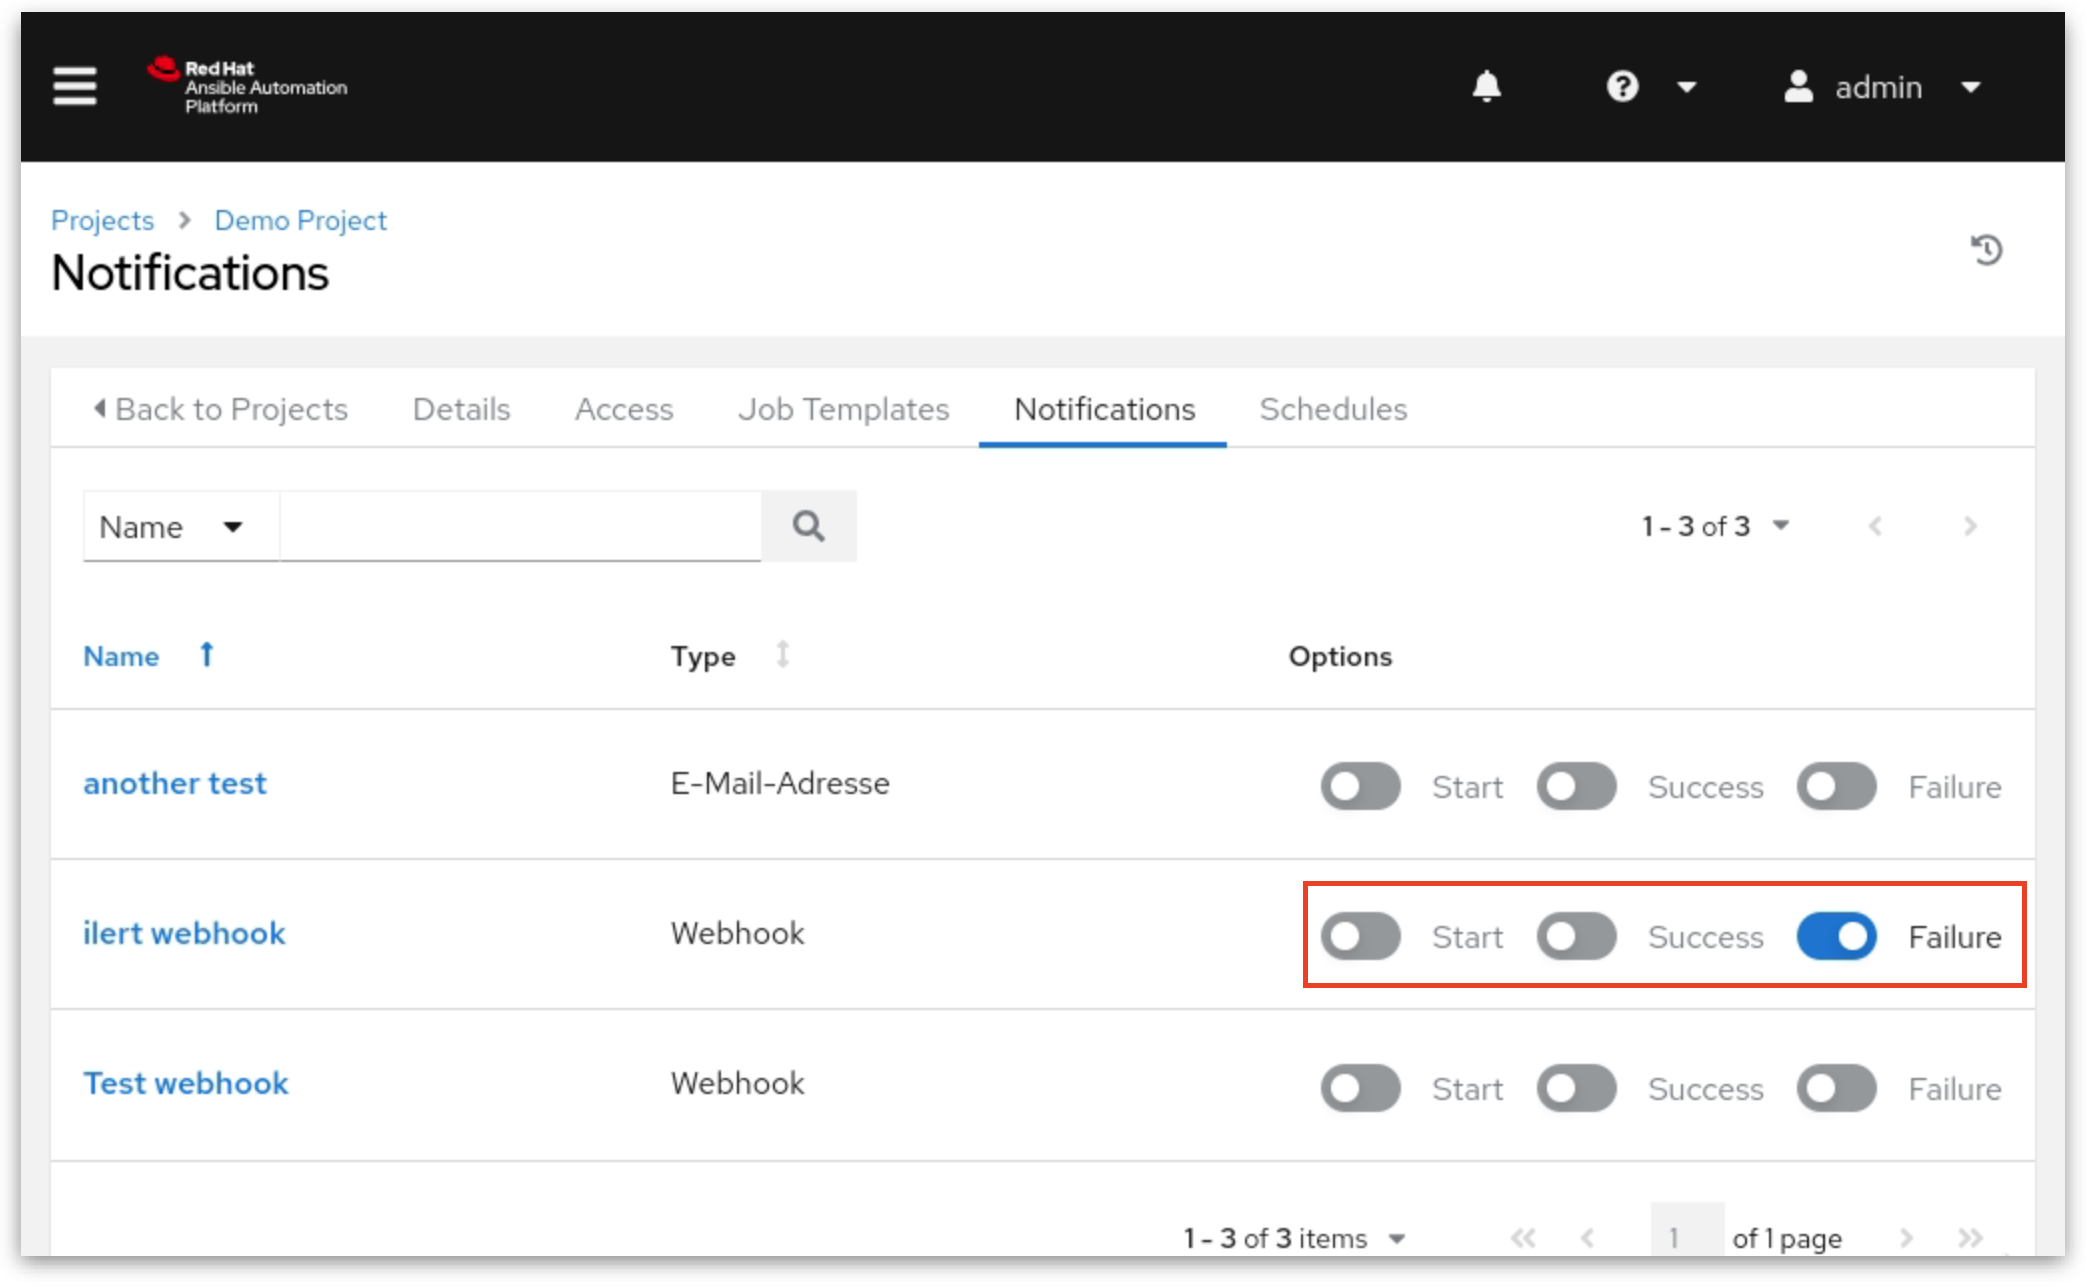 Red Hat
Ansible Automation
Platform
admin
Projects Demo Project
Notifications
Back to Projects Details Access Job Templates Notifications Schedules
Name 1 - 3 of 3
Name Type Options
another test E-Mail-Adresse Start Success Failure
ilert webhook Webhook Start Success Failure
Test webhook Webhook Start Success Failure
1 - 3 of 3 items 1 of 1 page